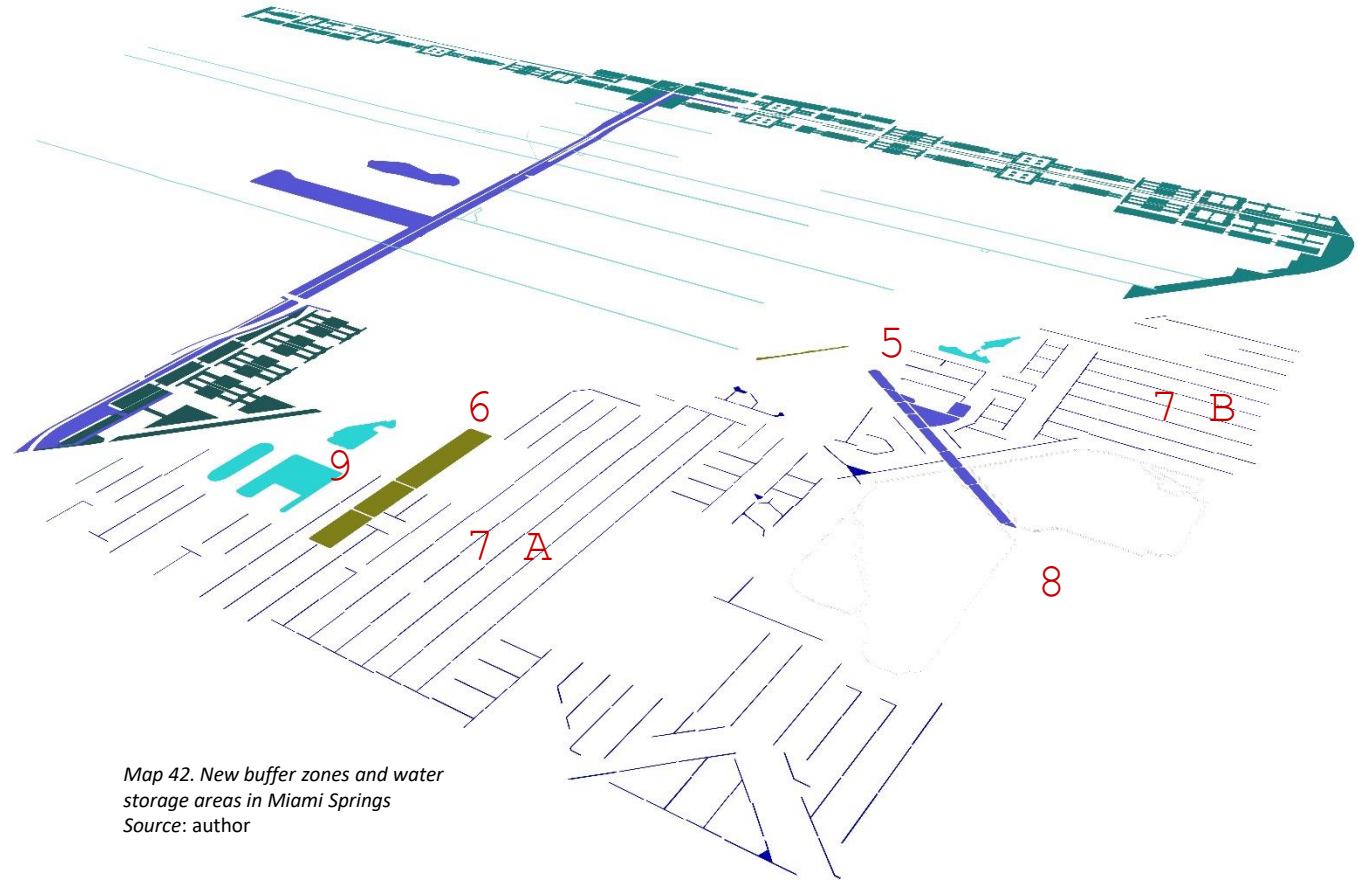 5
6
7 B
9
7 A
8
Map 42. New buffer zones and water
storage areas in Miami Springs
Source: author